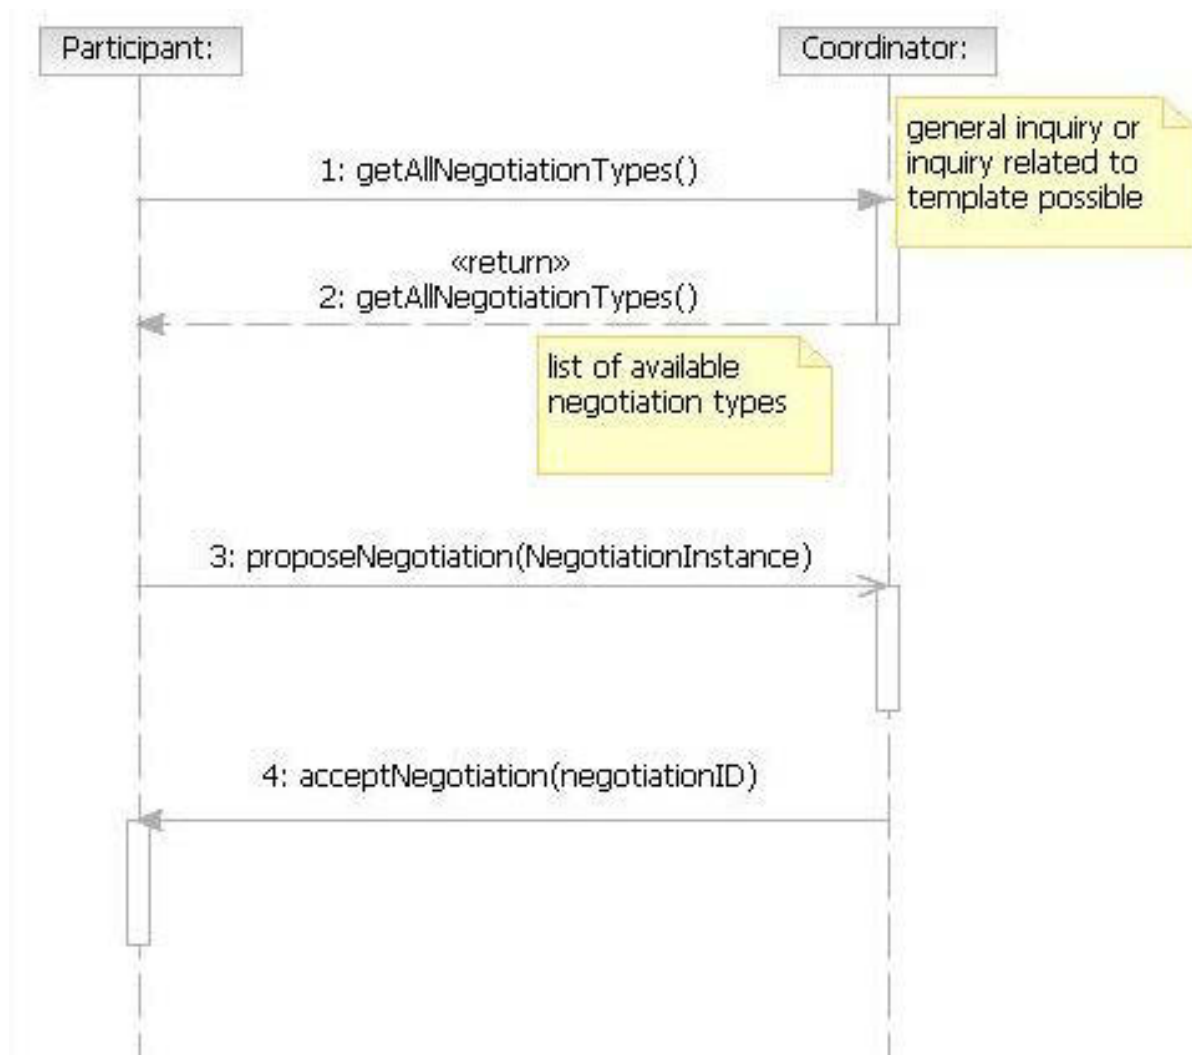 Participant:
Coordinator:
general inquiry or
inquiry related to
template possible
1: getAllNegotiationTypes()
«return»
2: getAllNegotiationTypes()
list of available
negotiation types
3: proposeNegotiation(NegotiationInstance)
4: acceptNegotiation(negotiationID)